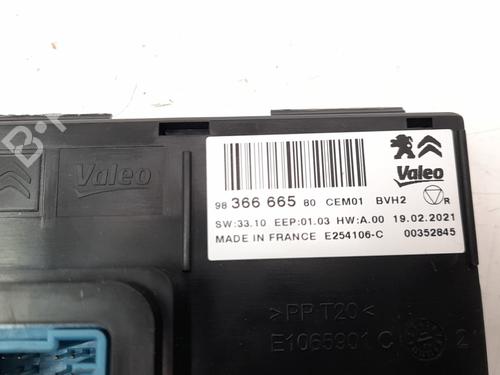 B-P
Valeo
Valeo
98 366 665 80 CEM01 BVH2 R
SW:33.10 EEP:01.03 HW:A.00 19.02.2021
MADE IN FRANCE E254106-C 00352845
>PP T20<
E1065901 C